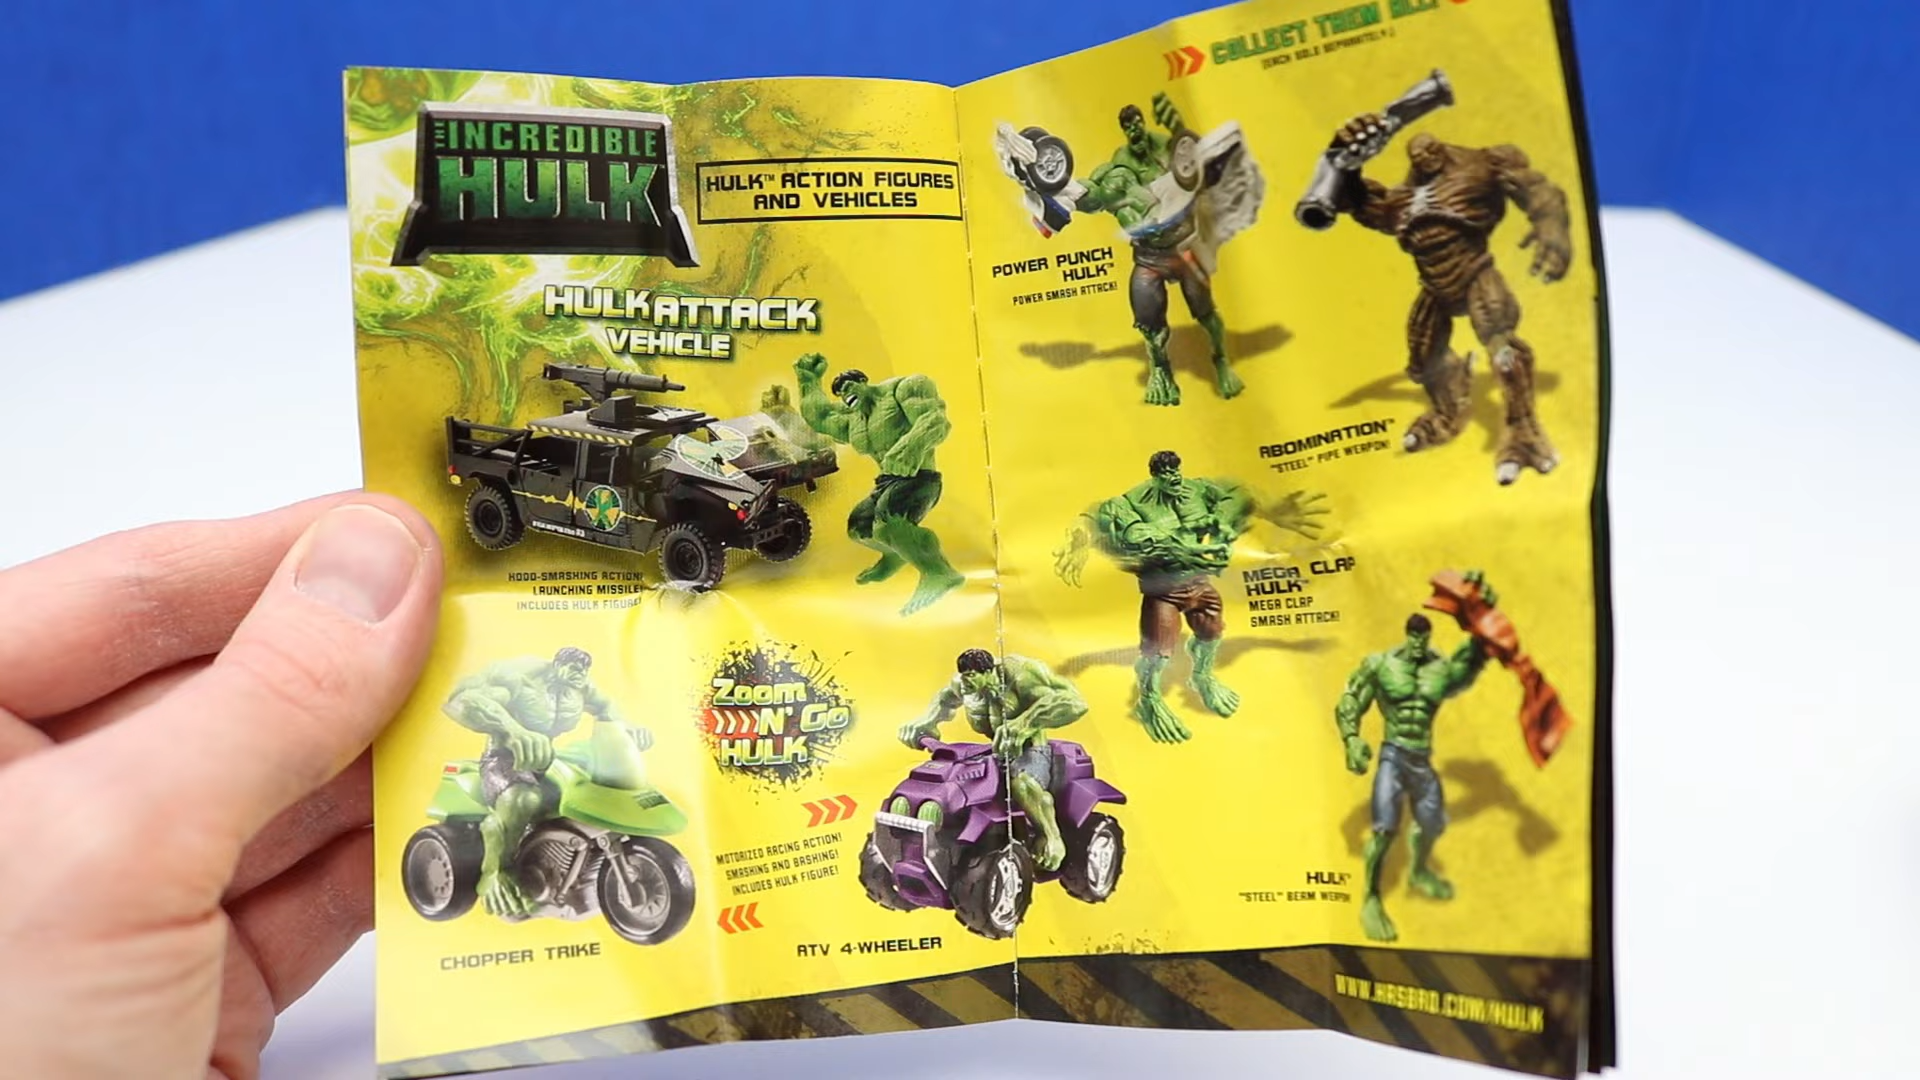 THE
INCREDIBLE
HULK
HULK™ ACTION FIGURES
AND VEHICLES
HULK ATTACK
VEHICLE
HOOD-SMASHING ACTION!
LAUNCHING MISSILE!
INCLUDES HULK FIGURE!
Zoom
N' Go
HULK
MOTORIZED RACING ACTION!
SMASHING AND BASHING!
INCLUDES HULK FIGURE!
CHOPPER TRIKE
ATV 4-WHEELER
COLLECT THEM ALL!
(EACH SOLD SEPARATELY.)
POWER PUNCH
HULK™
POWER SMASH ATTACK!
ABOMINATION™
"STEEL" PIPE WEAPON!
MEGA CLAP
HULK™
MEGA CLAP
SMASH ATTACK!
HULK™
"STEEL" BEAM WEAPON!
WWW.HASBRO.COM/HULK